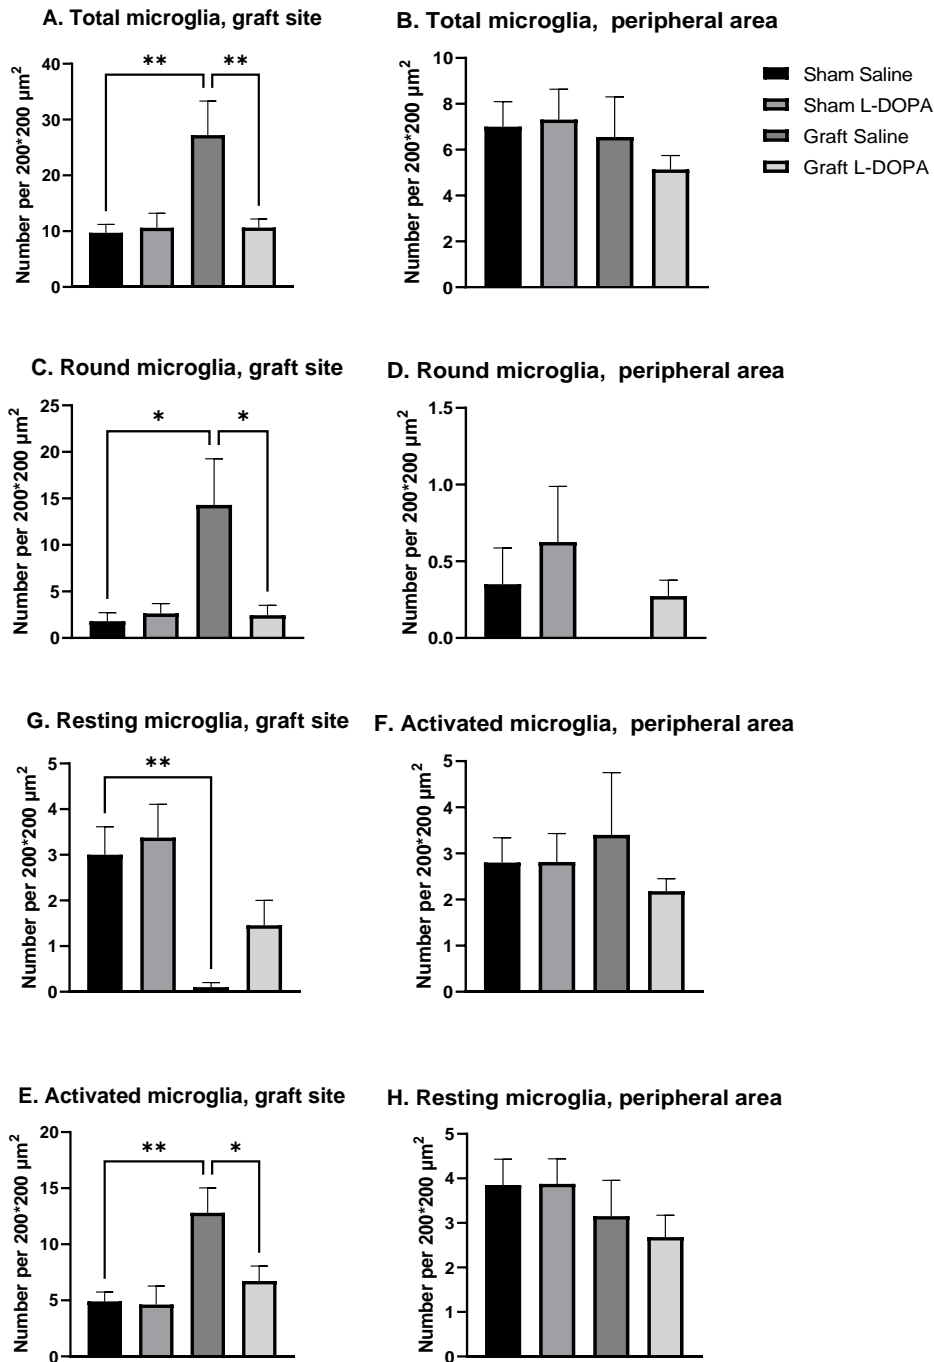 A. Total microglia, graft site
Number per 200*200 µm²
40
30
20
10
0
**
**
B. Total microglia, peripheral area
Number per 200*200 µm²
10
8
6
4
2
0
Sham Saline
Sham L-DOPA
Graft Saline
Graft L-DOPA
C. Round microglia, graft site
Number per 200*200 µm²
25
20
15
10
5
0
*
*
D. Round microglia, peripheral area
Number per 200*200 µm²
1.5
1.0
0.5
0.0
G. Resting microglia, graft site
Number per 200*200 µm²
5
4
3
2
1
0
**
F. Activated microglia, peripheral area
Number per 200*200 µm²
5
4
3
2
1
0
E. Activated microglia, graft site
Number per 200*200 µm²
20
15
10
5
0
**
*
H. Resting microglia, peripheral area
Number per 200*200 µm²
5
4
3
2
1
0